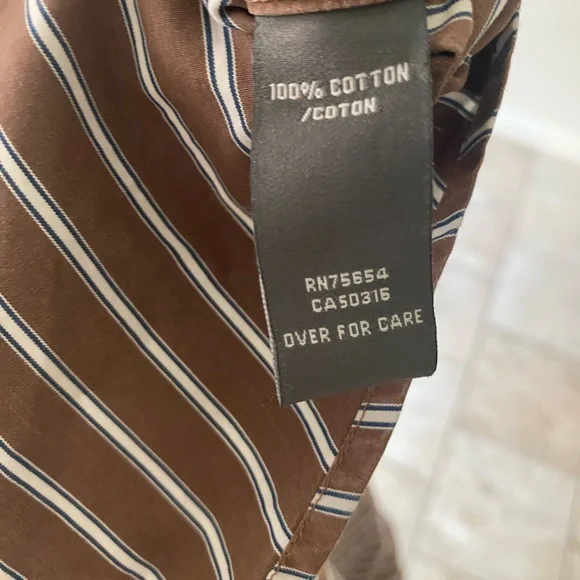 100% COTTON
/COTON
RN75654
CA50316
OVER FOR CARE